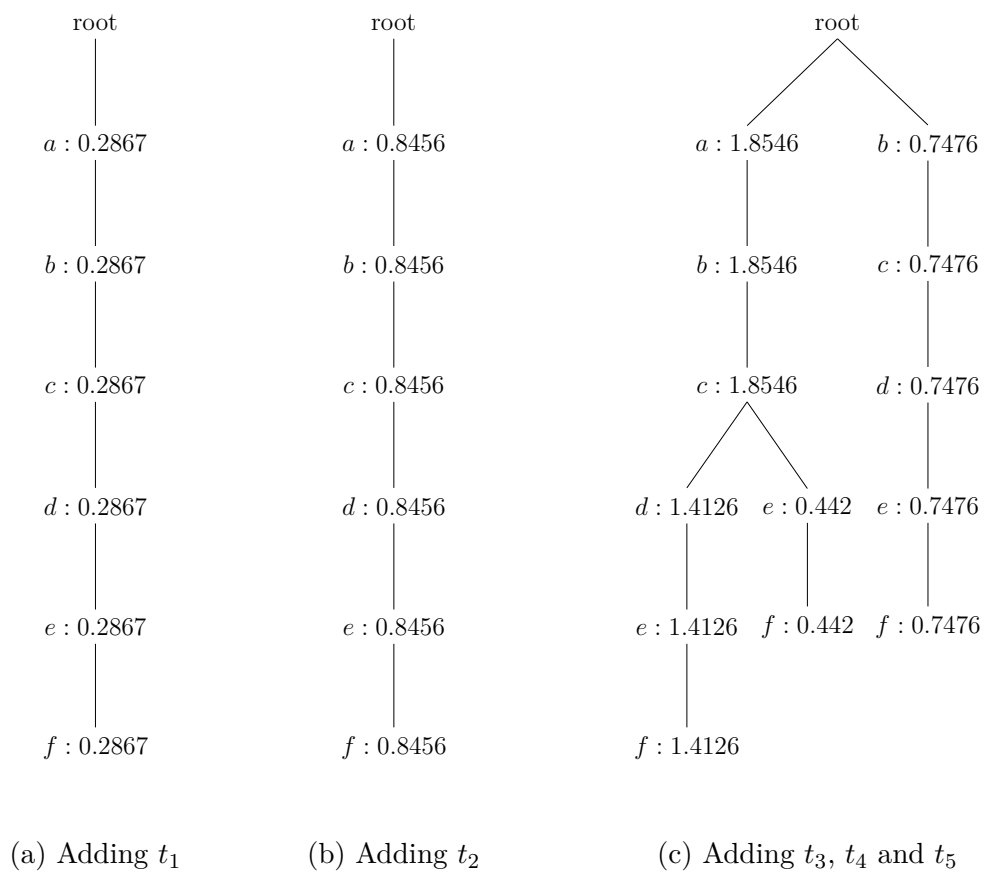 root root root
a : 0.2867 a : 0.8456 a : 1.8546 b : 0.7476
b : 0.2867 b : 0.8456 b : 1.8546 c : 0.7476
c : 0.2867 c : 0.8456 c : 1.8546 d : 0.7476
d : 0.2867 d : 0.8456 d : 1.4126 e : 0.442 e : 0.7476
e : 0.2867 e : 0.8456 e : 1.4126 f : 0.442 f : 0.7476
f : 0.2867 f : 0.8456 f : 1.4126
(a) Adding t₁ (b) Adding t₂ (c) Adding t₃, t₄ and t₅